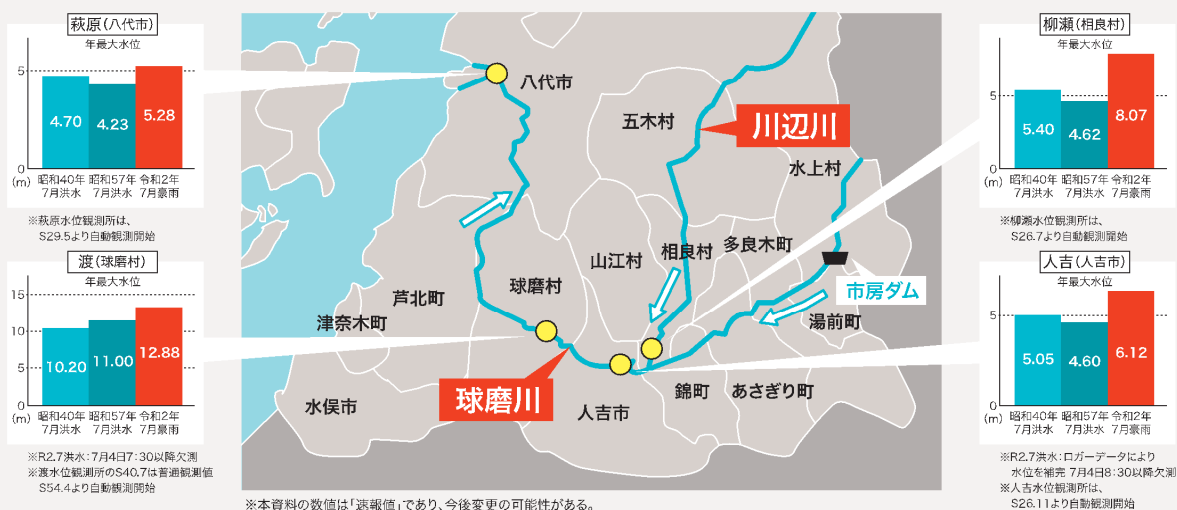 萩原(八代市)
年最大水位
5
4.70
4.23
5.28
0
(m)
昭和40年
7月洪水
昭和57年
7月洪水
令和2年
7月豪雨
※萩原水位観測所は、
S29.5より自動観測開始
渡(球磨村)
年最大水位
15
10
5
10.20
11.00
12.88
0
(m)
昭和40年
7月洪水
昭和57年
7月洪水
令和2年
7月豪雨
※R2.7洪水:7月4日7:30以降欠測
※渡水位観測所のS40.7は普通観測値
S54.4より自動観測開始
八代市
五木村
川辺川
水上村
相良村
多良木町
山江村
球磨村
芦北町
津奈木町
市房ダム
湯前町
水俣市
球磨川
人吉市
錦町
あさぎり町
※本資料の数値は「速報値」であり、今後変更の可能性がある。
柳瀬(相良村)
年最大水位
5
5.40
4.62
8.07
0
(m)
昭和40年
7月洪水
昭和57年
7月洪水
令和2年
7月豪雨
※柳瀬水位観測所は、
S26.7より自動観測開始
人吉(人吉市)
年最大水位
5
5.05
4.60
6.12
0
(m)
昭和40年
7月洪水
昭和57年
7月洪水
令和2年
7月豪雨
※R2.7洪水:ロガーデータにより
水位を補完 7月4日8:30以降欠測
※人吉水位観測所は、
S26.11より自動観測開始